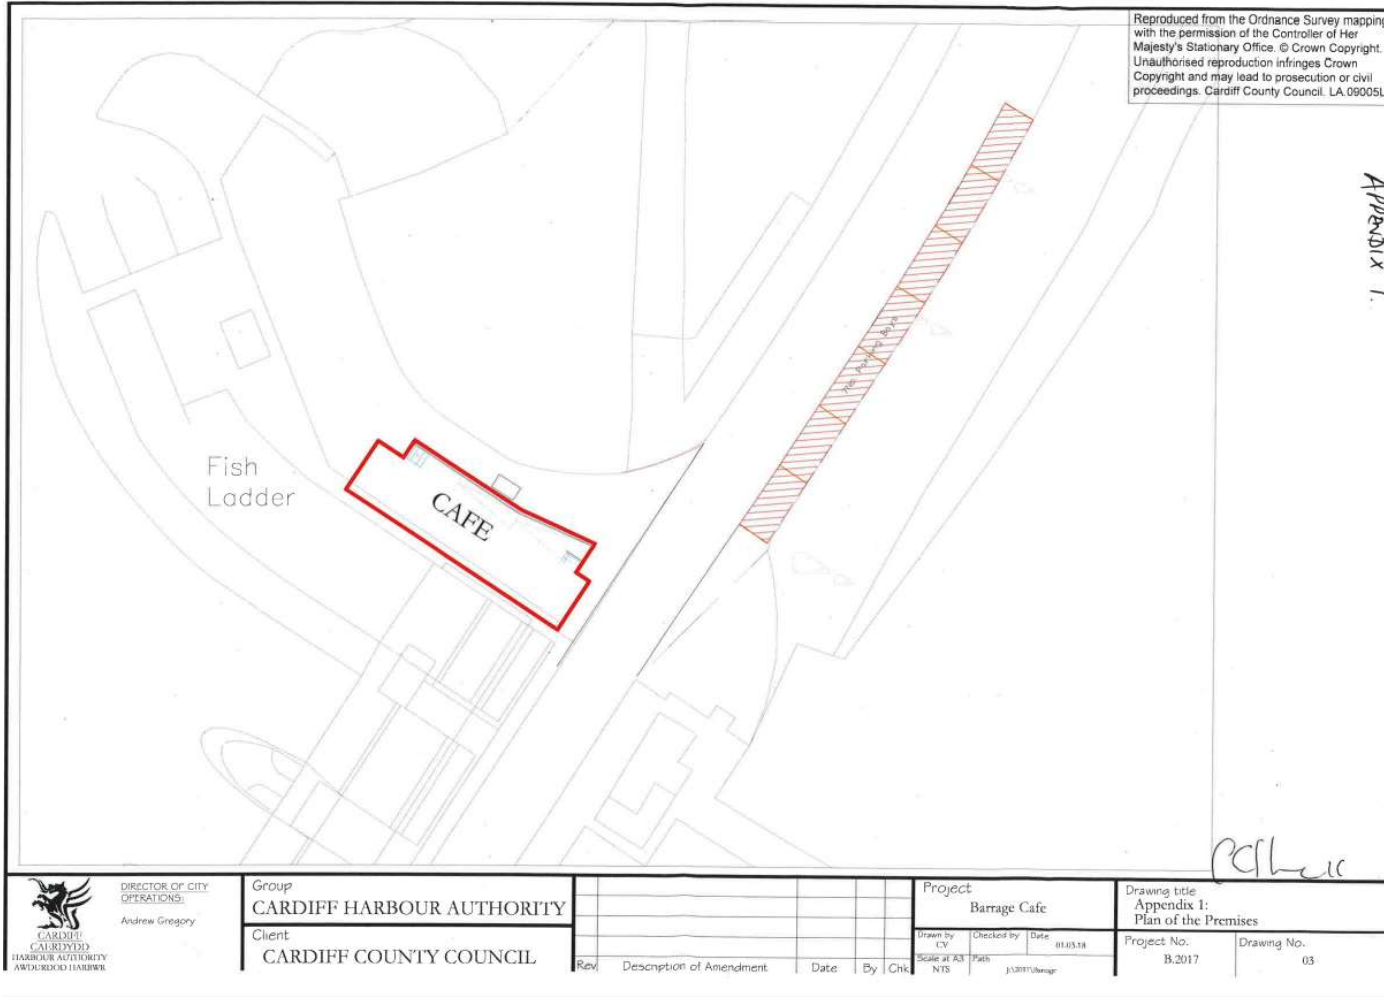 Reproduced from the Ordnance Survey mapping
with the permission of the Controller of Her
Majesty's Stationary Office. © Crown Copyright.
Unauthorised reproduction infringes Crown
Copyright and may lead to prosecution or civil
proceedings. Cardiff County Council. LA.09005L
APPENDIX 1.
Parking Bays
Fish
Ladder
CAFE
CARDIFF
CAERDYDD
HARBOUR AUTHORITY
AWDURDOD HARBWR
DIRECTOR OF CITY
OPERATIONS:
Andrew Gregory
Group
CARDIFF HARBOUR AUTHORITY
Client
CARDIFF COUNTY COUNCIL
Rev
Description of Amendment
Date
By
Chk
Project
Barrage Cafe
Drawn by
CV
Checked by
Date
01.03.18
Scale at A3
NTS
Path
Drawing title
Appendix 1:
Plan of the Premises
Project No.
B.2017
Drawing No.
03